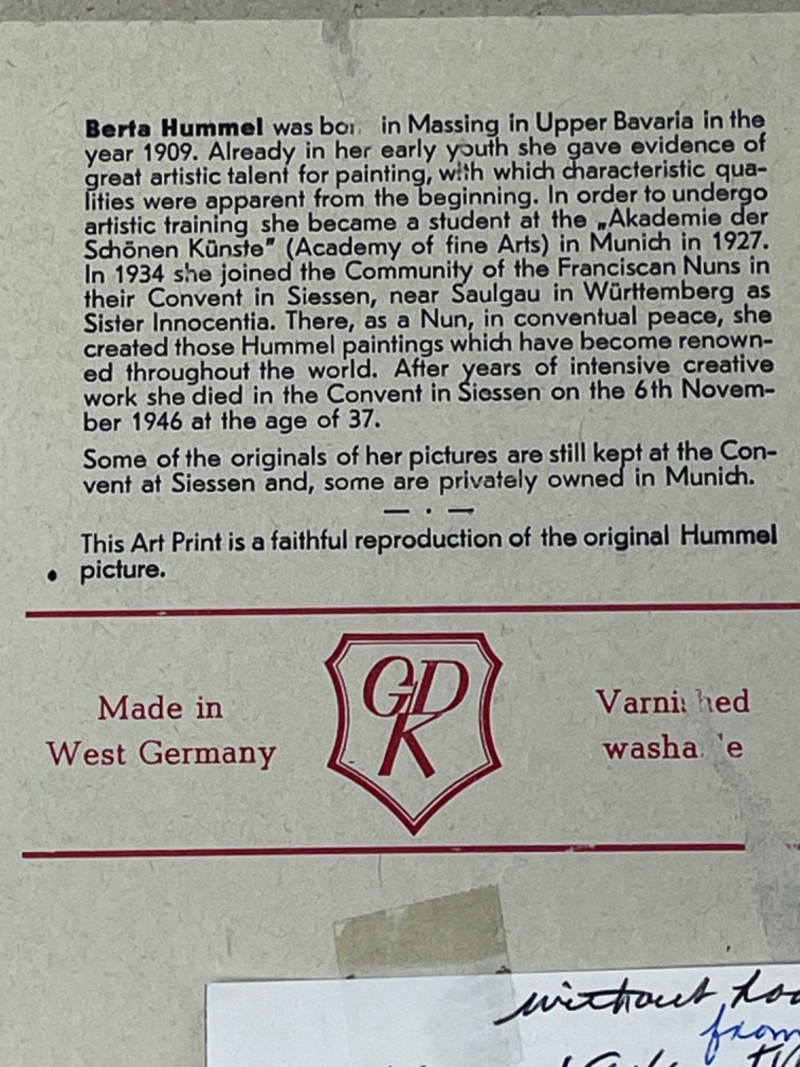 Berta Hummel was in Massing in Upper Bavaria in the
year 1909. Already in her early youth she gave evidence of
great artistic talent for painting, with which characteristic qua-
lities were apparent from the beginning. In order to undergo
artistic training she became a student at the „Akademie der
Schönen Künste" (Academy of fine Arts) in Munich in 1927.
In 1934 she joined the Community of the Franciscan Nuns in
their Convent in Siessen, near Saulgau in Württemberg as
Sister Innocentia. There, as a Nun, in conventual peace, she
created those Hummel paintings which have become renown-
ed throughout the world. After years of intensive creative
work she died in the Convent in Siessen on the 6th Novem-
ber 1946 at the age of 37.
Some of the originals of her pictures are still kept at the Con-
vent at Siessen and, some are privately owned in Munich.
— · —
This Art Print is a faithful reproduction of the original Hummel
• picture.
Made in
West Germany
GDK
Varnished
washable
without
from